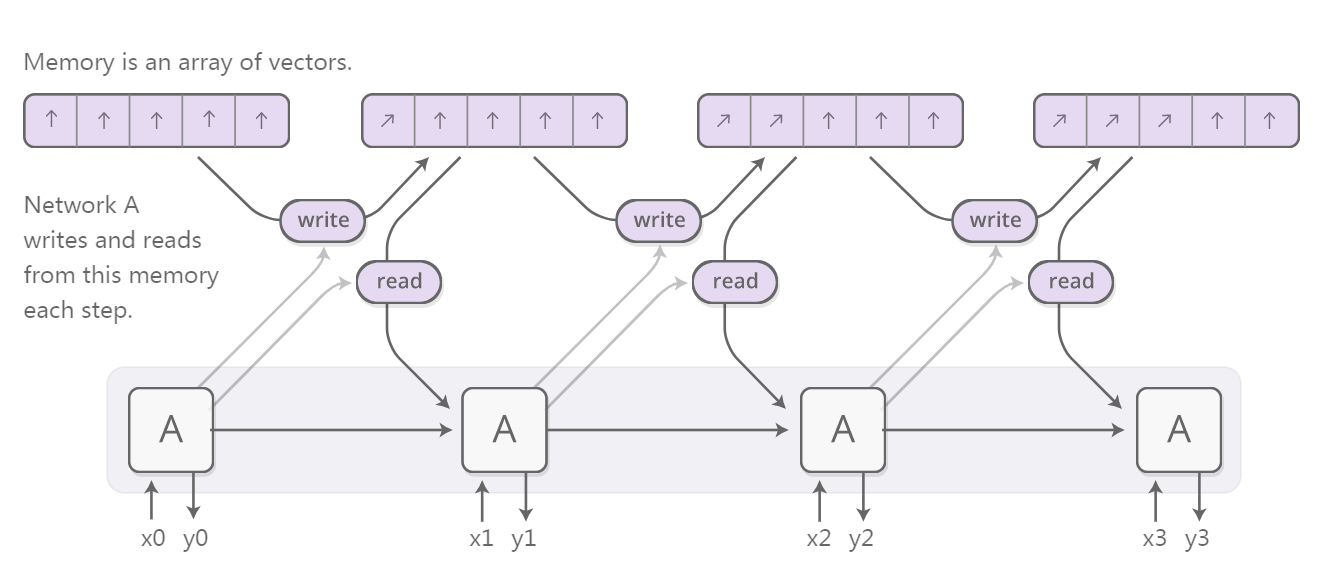 Memory is an array of vectors.
Network A
writes and reads
from this memory
each step.
write write write
read read read
A A A A
x0 y0 x1 y1 x2 y2 x3 y3